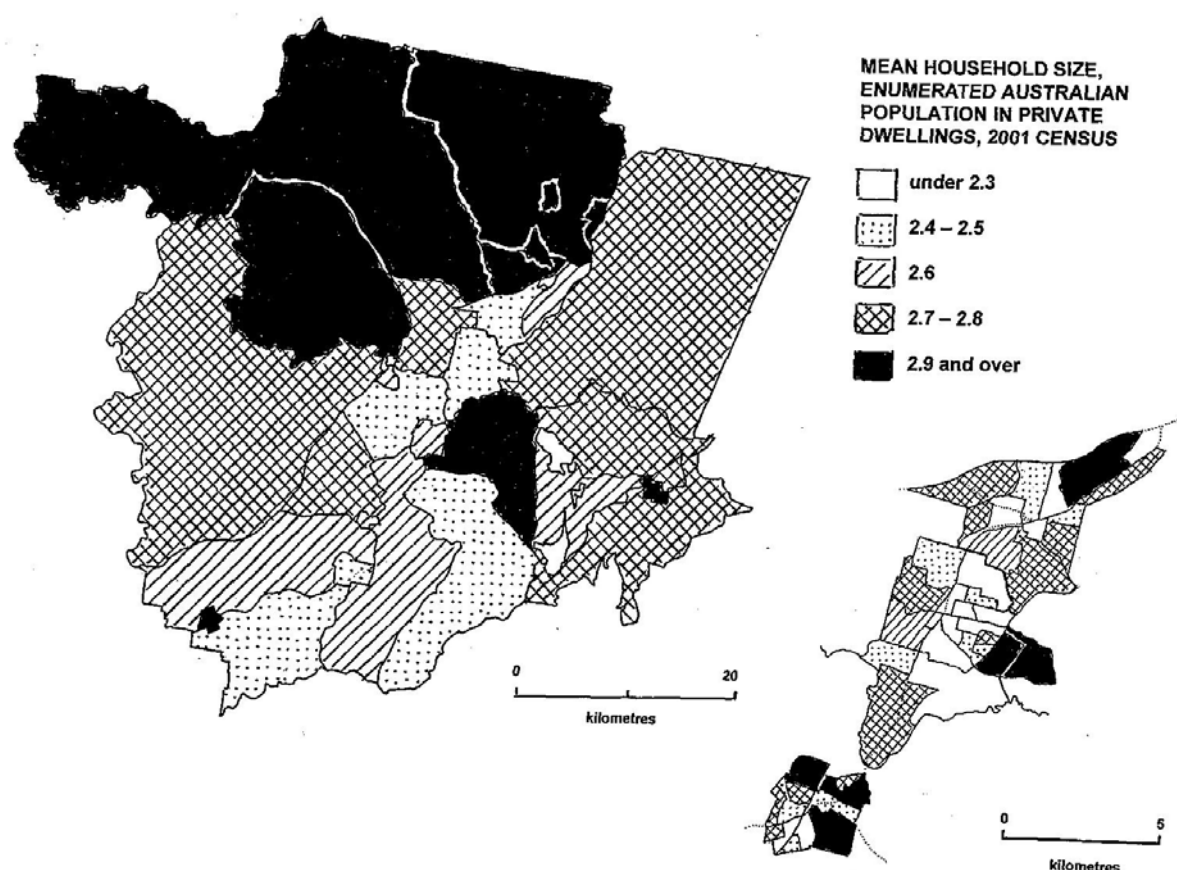 MEAN HOUSEHOLD SIZE,
ENUMERATED AUSTRALIAN
POPULATION IN PRIVATE
DWELLINGS, 2001 CENSUS
under 2.3
2.4 – 2.5
2.6
2.7 – 2.8
2.9 and over
0 20
kilometres
0 5
kilometres